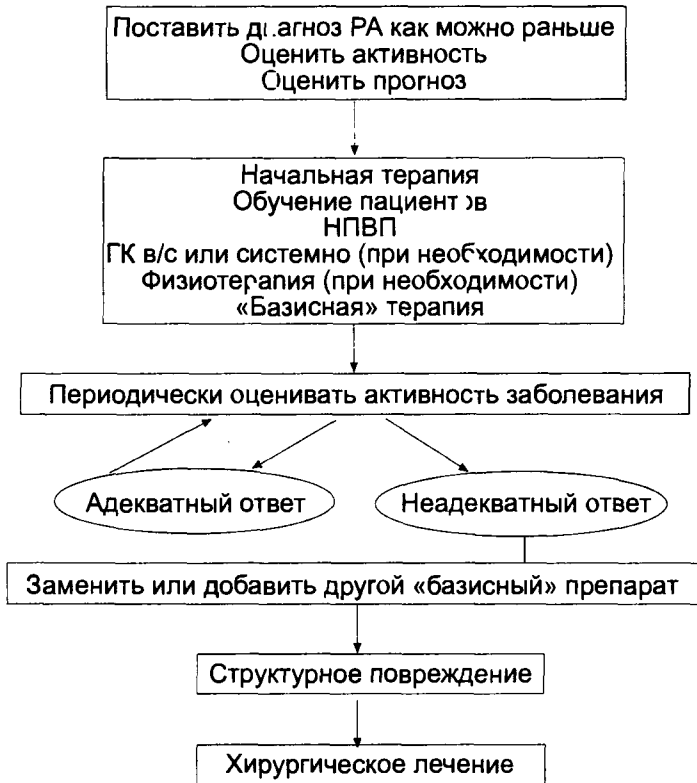 Поставить диагноз РА как можно раньше
Оценить активность
Оценить прогноз
Начальная терапия
Обучение пациентов
НПВП
ГК в/с или системно (при необходимости)
Физиотерапия (при необходимости)
«Базисная» терапия
Периодически оценивать активность заболевания
Адекватный ответ
Неадекватный ответ
Заменить или добавить другой «базисный» препарат
Структурное повреждение
Хирургическое лечение